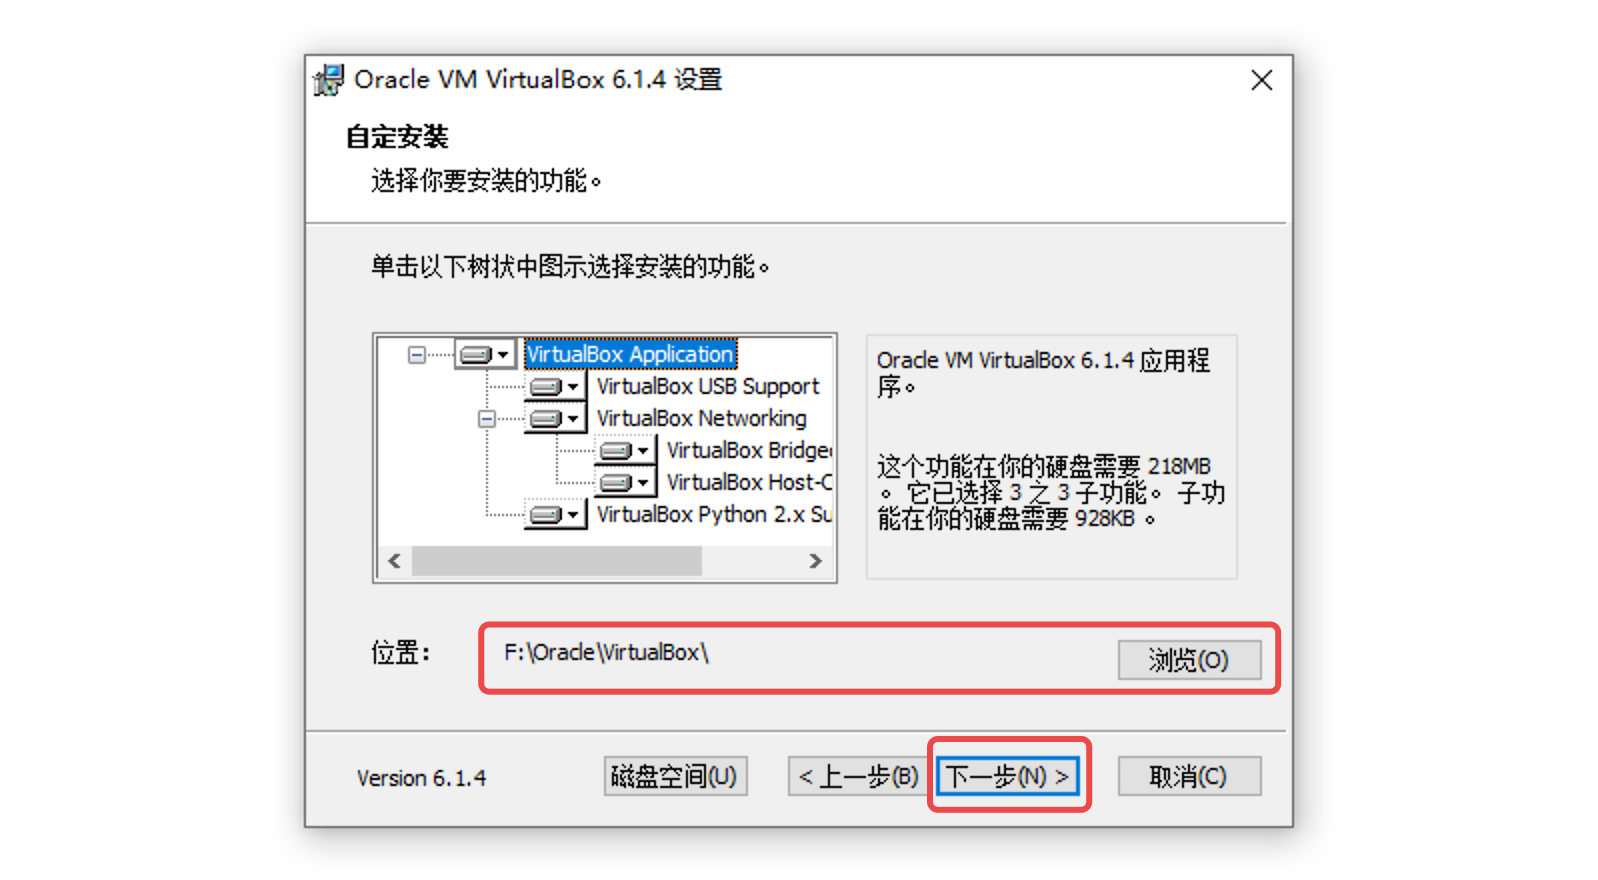 Oracle VM VirtualBox 6.1.4 设置
自定安装
选择你要安装的功能。
单击以下树状中图示选择安装的功能。
VirtualBox Application
VirtualBox USB Support
VirtualBox Networking
VirtualBox Bridge
VirtualBox Host-C
VirtualBox Python 2.x Su
Oracle VM VirtualBox 6.1.4 应用程
序。
这个功能在你的硬盘需要 218MB
。 它已选择 3 之 3 子功能。 子功
能在你的硬盘需要 928KB 。
位置: F:\Oracle\VirtualBox\ 浏览(O)
Version 6.1.4 磁盘空间(U) < 上一步(B) 下一步(N) > 取消(C)